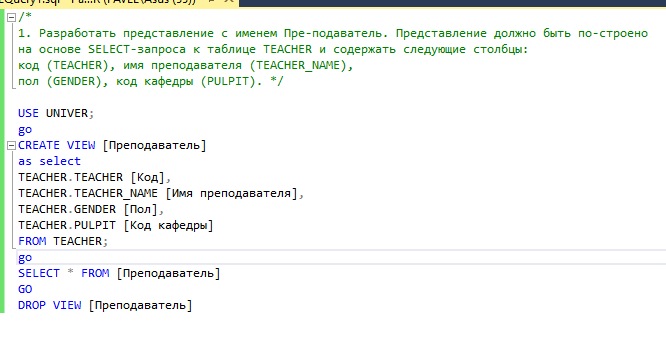 /*
1. Разработать представление с именем Пре-подаватель. Представление должно быть по-строено
на основе SELECT-запроса к таблице TEACHER и содержать следующие столбцы:
код (TEACHER), имя преподавателя (TEACHER_NAME),
пол (GENDER), код кафедры (PULPIT). */
USE UNIVER;
go
CREATE VIEW [Преподаватель]
as select
TEACHER.TEACHER [Код],
TEACHER.TEACHER_NAME [Имя преподавателя],
TEACHER.GENDER [Пол],
TEACHER.PULPIT [Код кафедры]
FROM TEACHER;
go
SELECT * FROM [Преподаватель]
GO
DROP VIEW [Преподаватель]